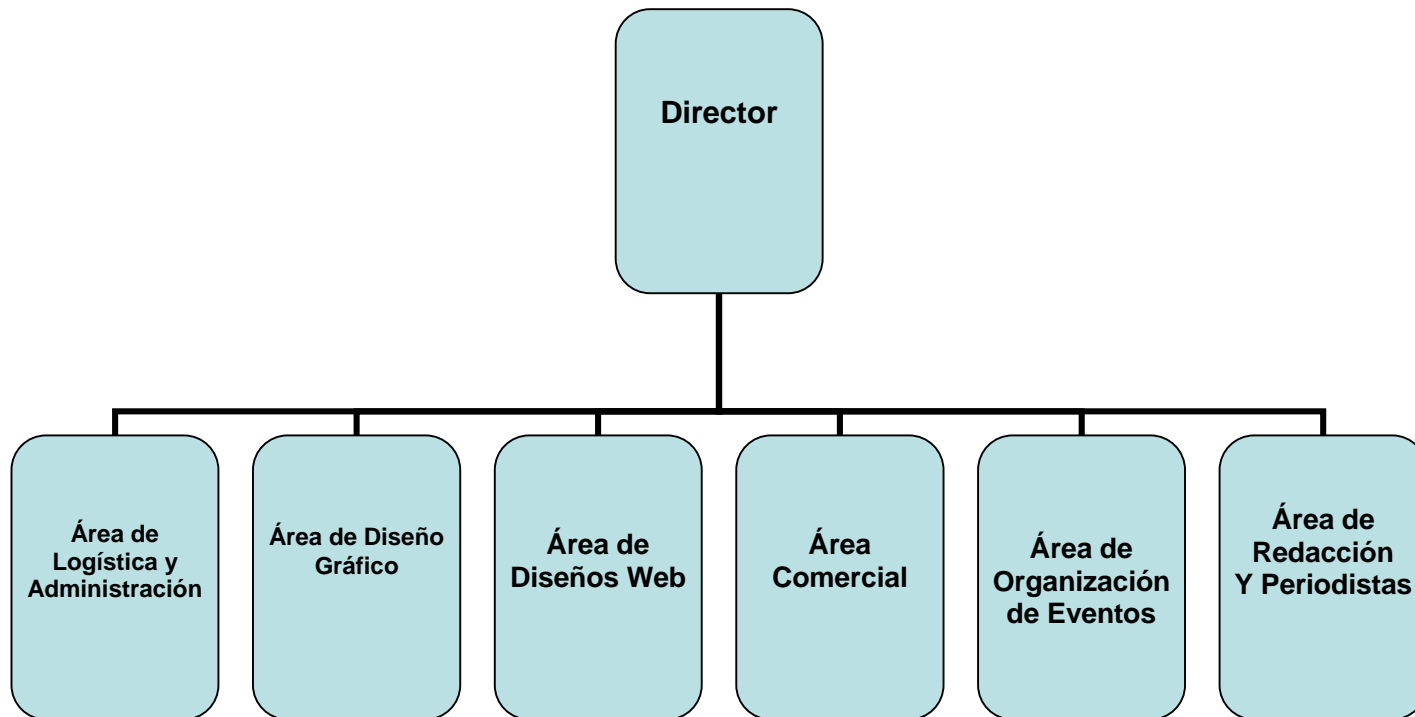 Director
Área de
Logística y
Administración
Área de Diseño
Gráfico
Área de
Diseños Web
Área
Comercial
Área de
Organización
de Eventos
Área de
Redacción
Y Periodistas